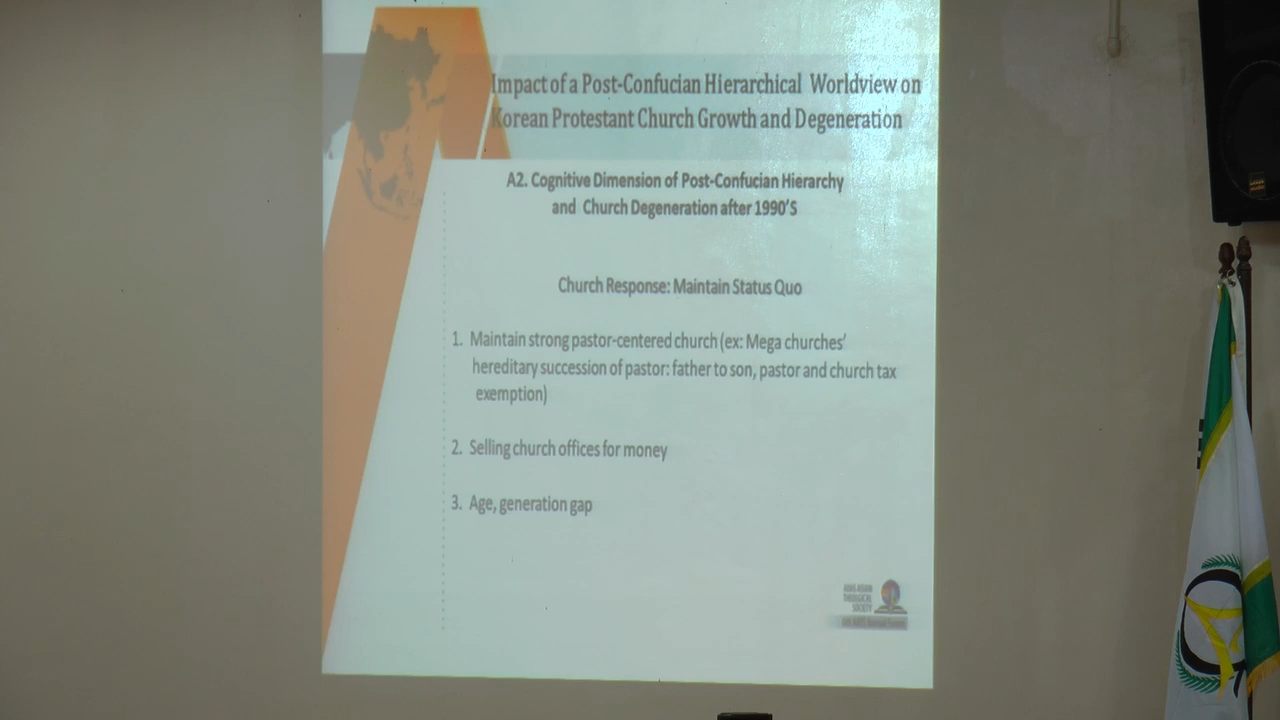 Impact of a Post-Confucian Hierarchical Worldview on
Korean Protestant Church Growth and Degeneration
A2. Cognitive Dimension of Post-Confucian Hierarchy
and Church Degeneration after 1990'S
Church Response: Maintain Status Quo
1. Maintain strong pastor-centered church (ex: Mega churches'
hereditary succession of pastor: father to son, pastor and church tax
exemption)
2. Selling church offices for money
3. Age, generation gap
THEOLOGICAL
SOCIETY